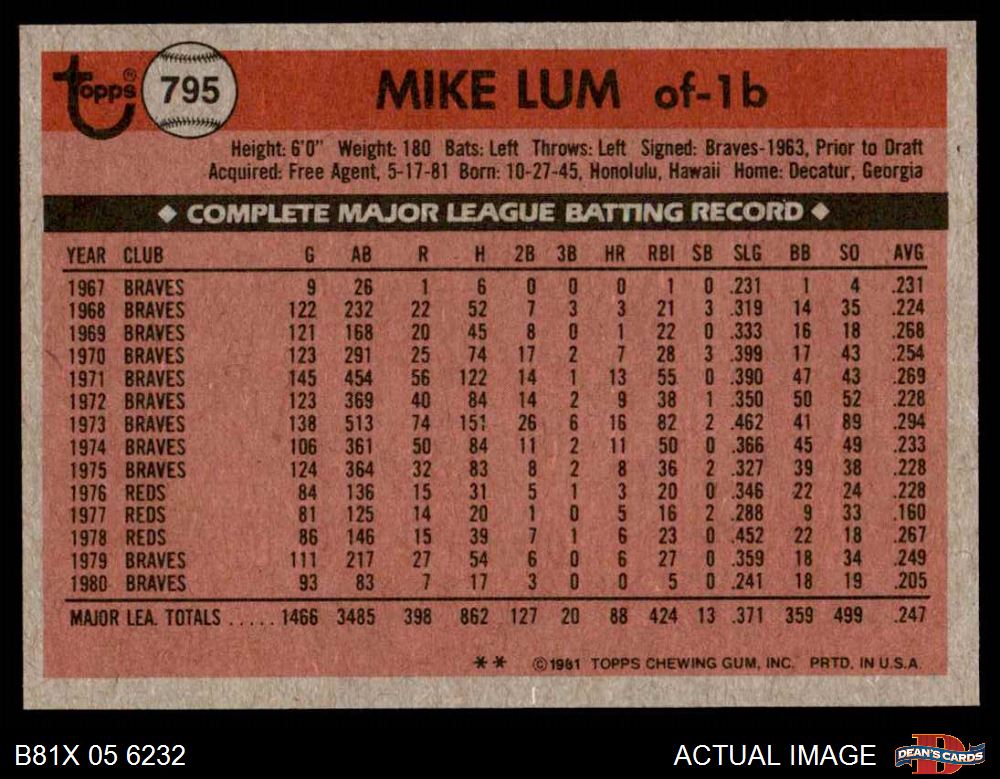 Topps® 795 MIKE LUM of-1b
Height: 6'0" Weight: 180 Bats: Left Throws: Left Signed: Braves-1963, Prior to Draft
Acquired: Free Agent, 5-17-81 Born: 10-27-45, Honolulu, Hawaii Home: Decatur, Georgia
◆ COMPLETE MAJOR LEAGUE BATTING RECORD ◆
YEAR CLUB G AB R H 2B 3B HR RBI SB SLG BB SO AVG
1967 BRAVES 9 26 1 6 0 0 0 1 0 .231 1 4 .231
1968 BRAVES 122 232 22 52 7 3 3 21 3 .319 14 35 .224
1969 BRAVES 121 168 20 45 8 0 1 22 0 .333 16 18 .268
1970 BRAVES 123 291 25 74 17 2 7 28 3 .399 17 43 .254
1971 BRAVES 145 454 56 122 14 1 13 55 0 .390 47 43 .269
1972 BRAVES 123 369 40 84 14 2 9 38 1 .350 50 52 .228
1973 BRAVES 138 513 74 151 26 6 16 82 2 .462 41 89 .294
1974 BRAVES 106 361 50 84 11 2 11 50 0 .366 45 49 .233
1975 BRAVES 124 364 32 83 8 2 8 36 2 .327 39 38 .228
1976 REDS 84 136 15 31 5 1 3 20 0 .346 22 24 .228
1977 REDS 81 125 14 20 1 0 5 16 2 .288 9 33 .160
1978 REDS 86 146 15 39 7 1 6 23 0 .452 22 18 .267
1979 BRAVES 111 217 27 54 6 0 6 27 0 .359 18 34 .249
1980 BRAVES 93 83 7 17 3 0 0 5 0 .241 18 19 .205
MAJOR LEA. TOTALS ..... 1466 3485 398 862 127 20 88 424 13 .371 359 499 .247
** ©1981 TOPPS CHEWING GUM, INC. PRTD. IN U.S.A.
B81X 05 6232 ACTUAL IMAGE DEAN'S CARDS